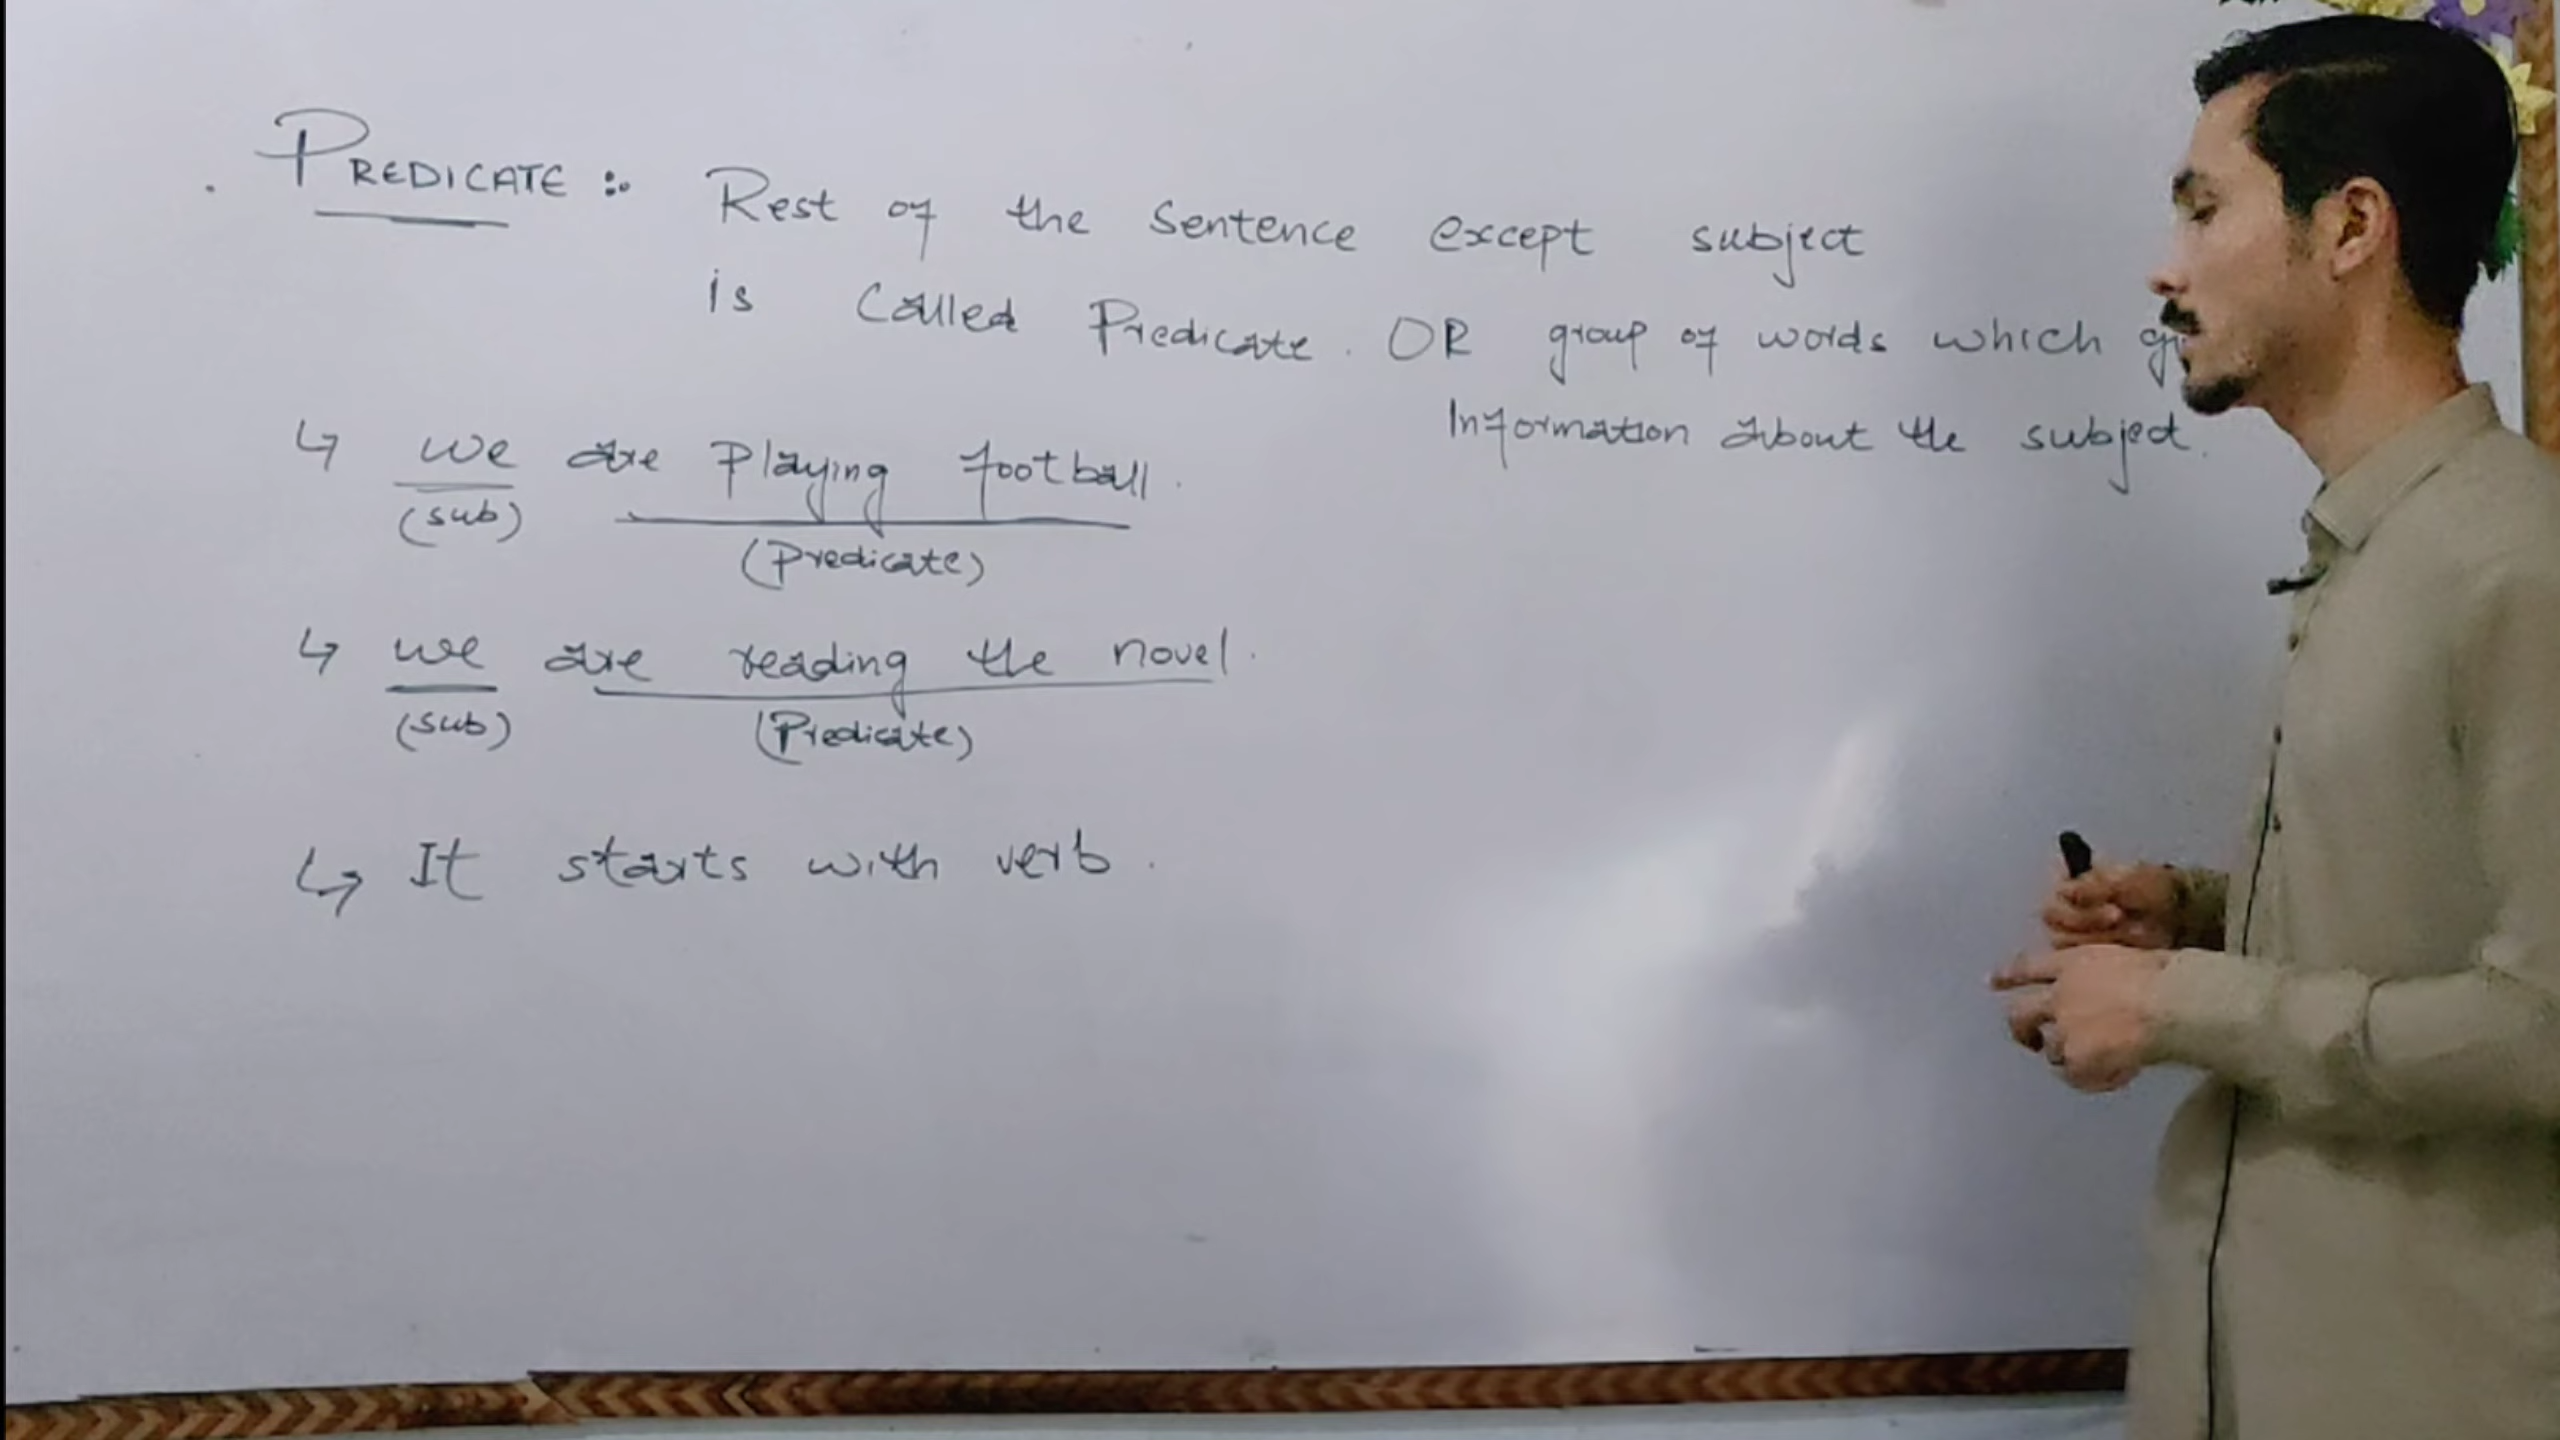 PREDICATE :- Rest of the sentence except subject
is called Predicate. OR group of words which
Information about the subject.
↳ we are playing football.
(sub) (Predicate)
↳ we are reading the novel.
(sub) (Predicate)
↳ It starts with verb.